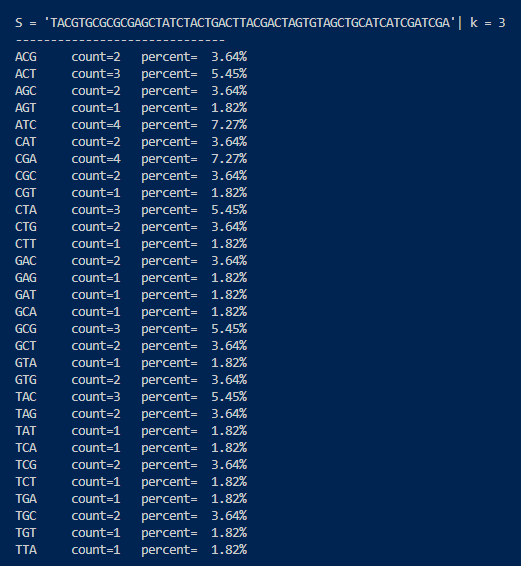 S = 'TACGTGCGCGCGAGCTATCTACTGACTTACGACTAGTGTAGCTGCATCATCGATCGA'| k = 3
------------------------------
ACG count=2 percent= 3.64%
ACT count=3 percent= 5.45%
AGC count=2 percent= 3.64%
AGT count=1 percent= 1.82%
ATC count=4 percent= 7.27%
CAT count=2 percent= 3.64%
CGA count=4 percent= 7.27%
CGC count=2 percent= 3.64%
CGT count=1 percent= 1.82%
CTA count=3 percent= 5.45%
CTG count=2 percent= 3.64%
CTT count=1 percent= 1.82%
GAC count=2 percent= 3.64%
GAG count=1 percent= 1.82%
GAT count=1 percent= 1.82%
GCA count=1 percent= 1.82%
GCG count=3 percent= 5.45%
GCT count=2 percent= 3.64%
GTA count=1 percent= 1.82%
GTG count=2 percent= 3.64%
TAC count=3 percent= 5.45%
TAG count=2 percent= 3.64%
TAT count=1 percent= 1.82%
TCA count=1 percent= 1.82%
TCG count=2 percent= 3.64%
TCT count=1 percent= 1.82%
TGA count=1 percent= 1.82%
TGC count=2 percent= 3.64%
TGT count=1 percent= 1.82%
TTA count=1 percent= 1.82%